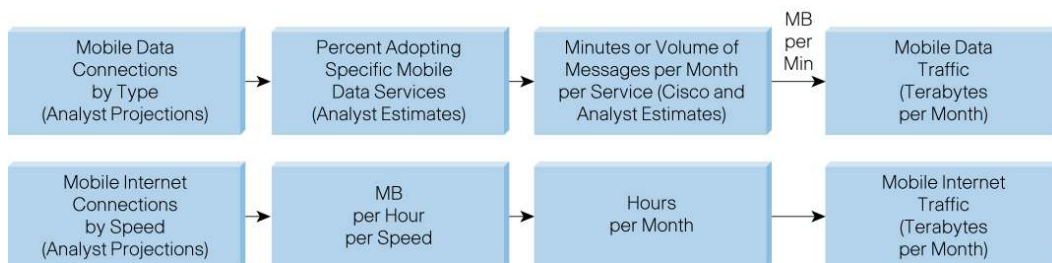 Mobile Data
Connections
by Type
(Analyst Projections)
Percent Adopting
Specific Mobile
Data Services
(Analyst Estimates)
Minutes or Volume of
Messages per Month
per Service (Cisco and
Analyst Estimates)
MB
per
Min
Mobile Data
Traffic
(Terabytes
per Month)
Mobile Internet
Connections
by Speed
(Analyst Projections)
MB
per Hour
per Speed
Hours
per Month
Mobile Internet
Traffic
(Terabytes
per Month)